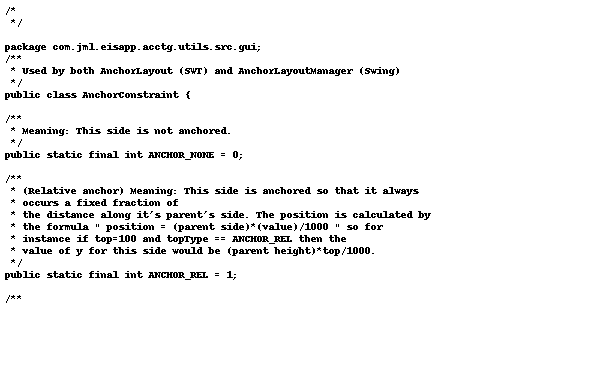 /*
 */
package com.jml.eisapp.acctg.utils.src.gui;
/**
 * Used by both AnchorLayout (SWT) and AnchorLayoutManager (Swing)
 */
public class AnchorConstraint {
/**
 * Meaning: This side is not anchored.
 */
public static final int ANCHOR_NONE = 0;
/**
 * (Relative anchor) Meaning: This side is anchored so that it always
 * occurs a fixed fraction of
 * the distance along it's parent's side. The position is calculated by
 * the formula " position = (parent side)*(value)/1000 " so for
 * instance if top=100 and topType == ANCHOR_REL then the
 * value of y for this side would be (parent height)*top/1000.
 */
public static final int ANCHOR_REL = 1;
/**